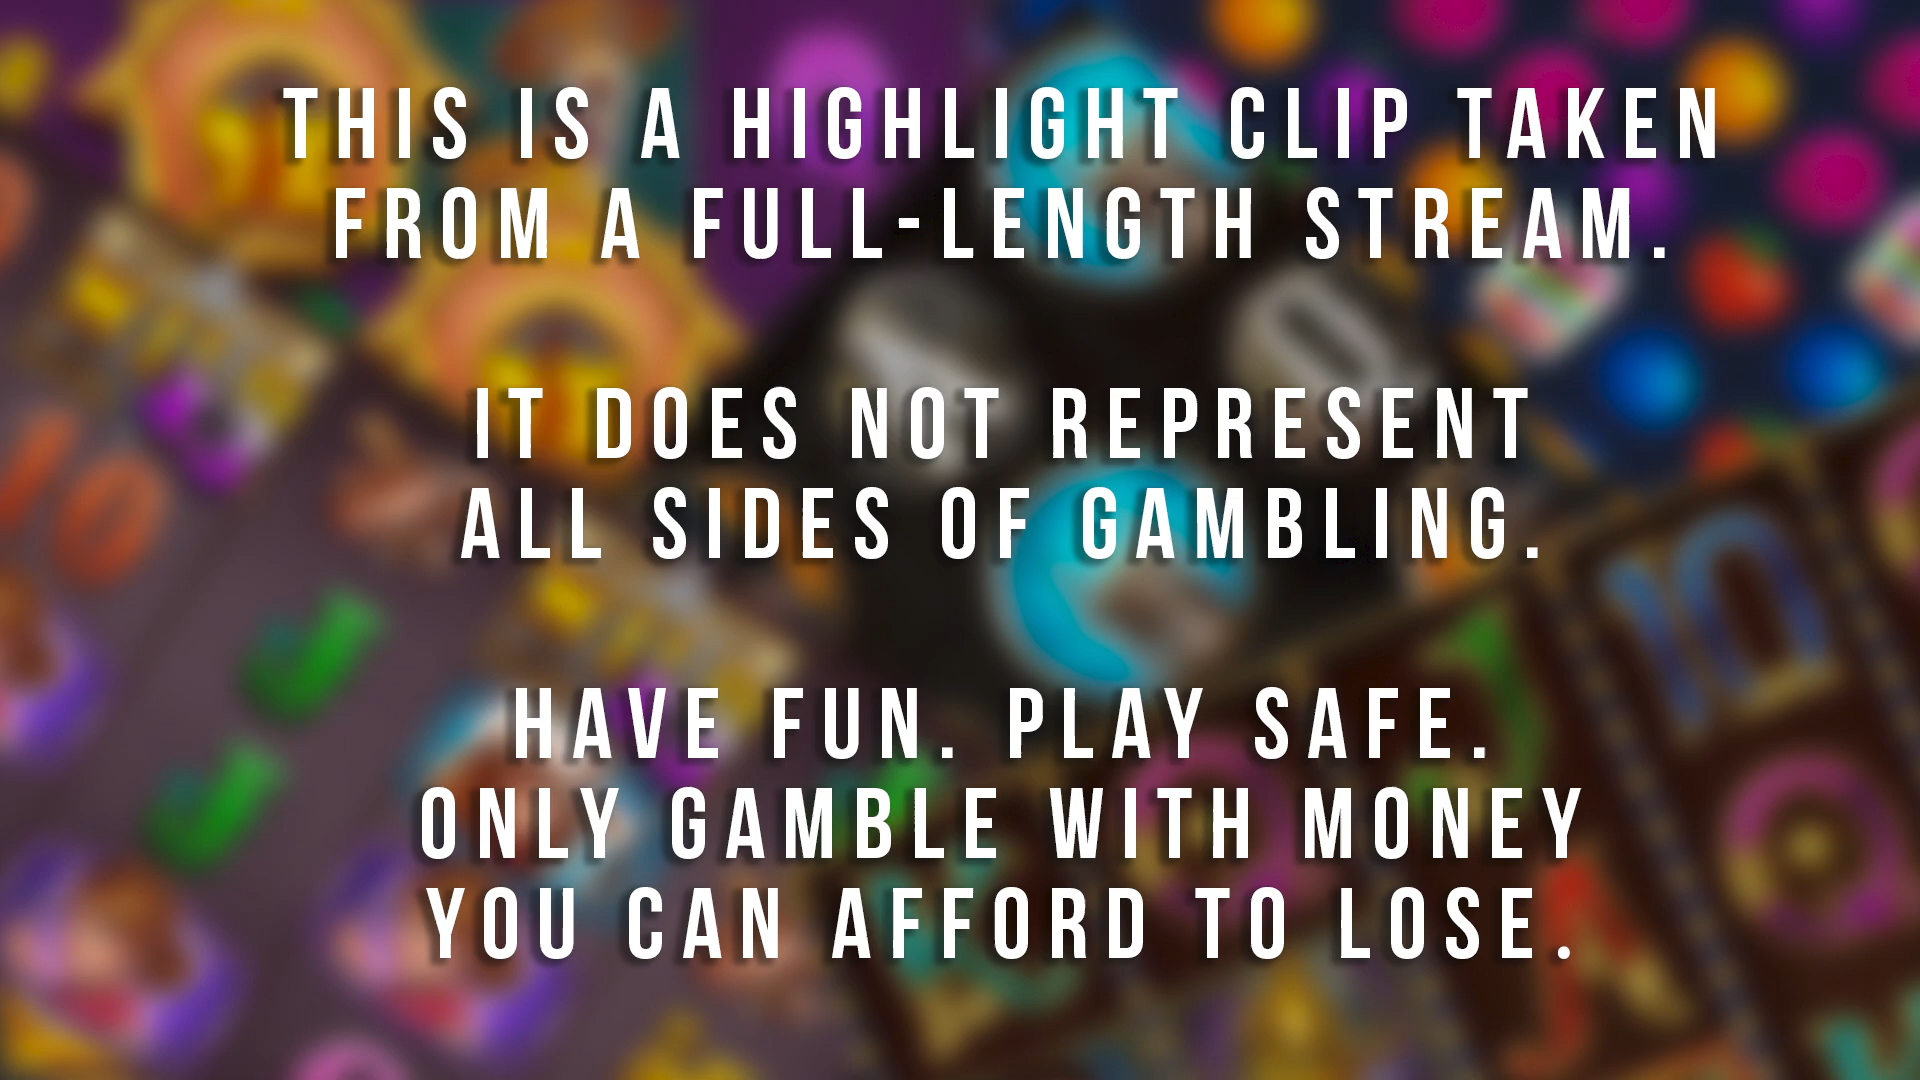 THIS IS A HIGHLIGHT CLIP TAKEN
FROM A FULL-LENGTH STREAM.
IT DOES NOT REPRESENT
ALL SIDES OF GAMBLING.
HAVE FUN. PLAY SAFE.
ONLY GAMBLE WITH MONEY
YOU CAN AFFORD TO LOSE.